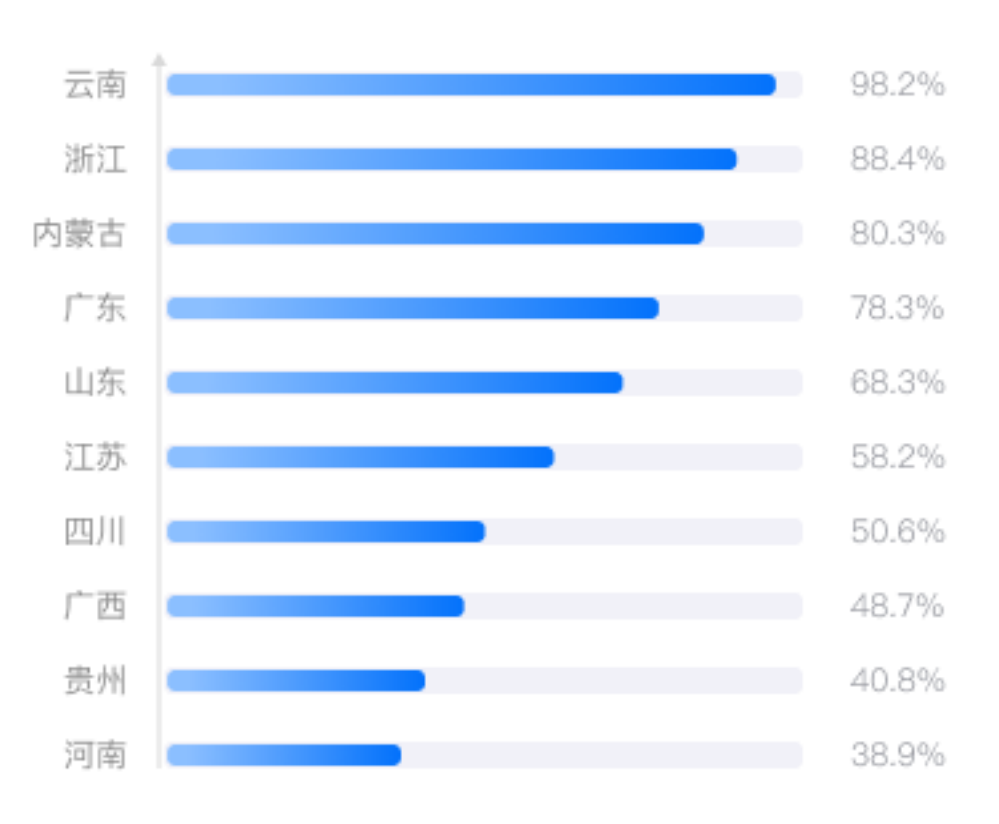 云南 98.2%
浙江 88.4%
内蒙古 80.3%
广东 78.3%
山东 68.3%
江苏 58.2%
四川 50.6%
广西 48.7%
贵州 40.8%
河南 38.9%